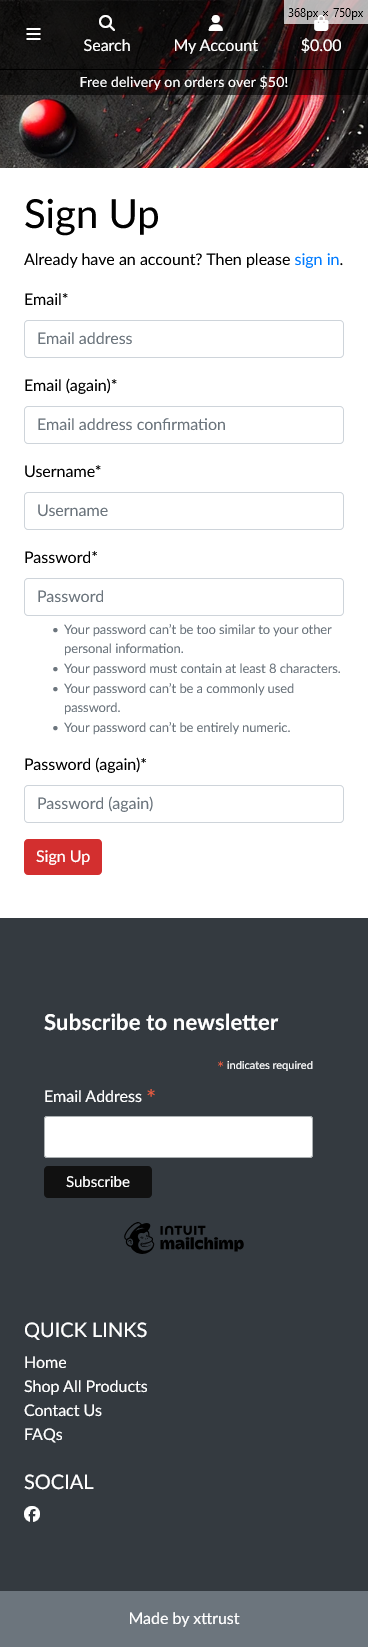 368px × 750px
Search My Account $0.00
Free delivery on orders over $50!
Sign Up
Already have an account? Then please sign in.
Email*
Email address
Email (again)*
Email address confirmation
Username*
Username
Password*
Password
• Your password can't be too similar to your other
personal information.
• Your password must contain at least 8 characters.
• Your password can't be a commonly used
password.
• Your password can't be entirely numeric.
Password (again)*
Password (again)
Sign Up
Subscribe to newsletter
* indicates required
Email Address *
Subscribe
INTUIT
mailchimp
QUICK LINKS
Home
Shop All Products
Contact Us
FAQs
SOCIAL
Made by xttrust